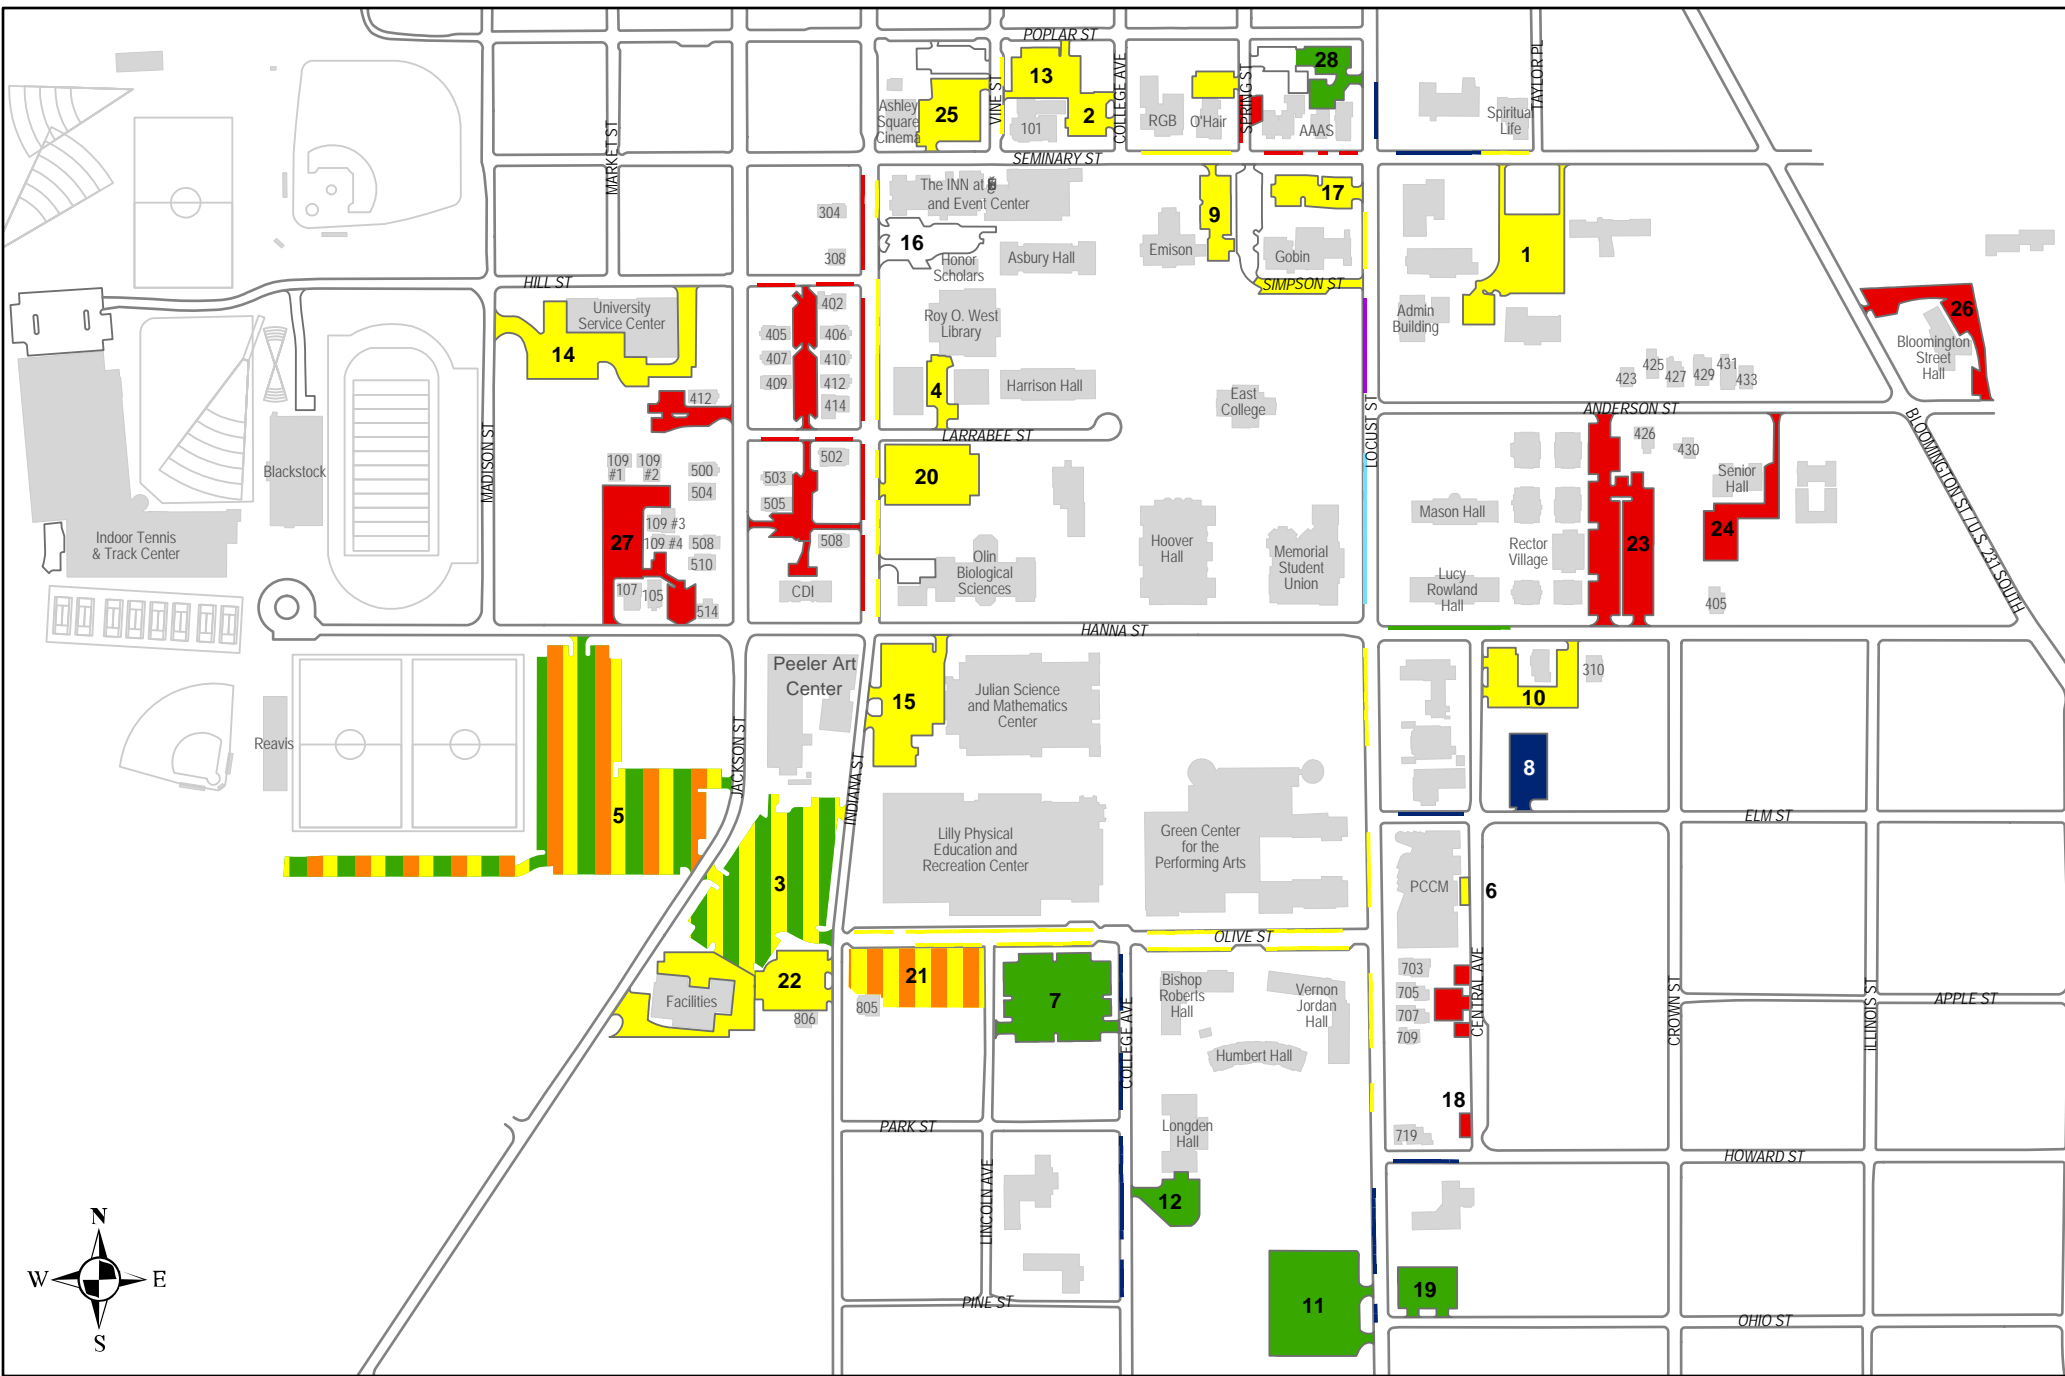 POPLAR ST
28
13
25
2
Ashley
Square
Cinema
VINE ST
101
COLLEGE AVE
RGB
O'Hair
SPRING ST
AAAS
TAYLOR PL
Spiritual
Life
MARKET ST
SEMINARY ST
The INN at
and Event Center
304
308
16
Honor
Scholars
Asbury Hall
Emison
9
17
Gobin
SIMPSON ST
1
Admin
Building
26
Bloomington
Street
Hall
HILL ST
University
Service Center
14
402
405
406
407
410
409
412
414
412
Roy O. West
Library
4
Harrison Hall
East
College
LARRABEE ST
LOCUST ST
423
425
427
429
431
433
ANDERSON ST
BLOOMINGTON ST / U.S. 231 SOUTH
MADISON ST
Blackstock
Indoor Tennis
& Track Center
109
#1
109
#2
500
504
109 #3
109 #4
508
510
27
107
105
514
502
503
505
508
CDI
20
Olin
Biological
Sciences
Hoover
Hall
Memorial
Student
Union
Mason Hall
Rector
Village
Lucy
Rowland
Hall
23
426
430
Senior
Hall
24
405
HANNA ST
Peeler Art
Center
15
Julian Science
and Mathematics
Center
10
310
8
Reavis
JACKSON ST
INDIANA ST
5
3
Lilly Physical
Education and
Recreation Center
Green Center
for the
Performing Arts
ELM ST
PCCM
6
OLIVE ST
22
Facilities
806
21
805
7
COLLEGE AVE
Bishop
Roberts
Hall
Vernon
Jordan
Hall
Humbert Hall
703
705
707
709
CENTRAL AVE
CROWN ST
ILLINOIS ST
APPLE ST
18
719
PARK ST
Longden
Hall
HOWARD ST
12
LINCOLN AVE
11
19
PINE ST
OHIO ST
N
W
E
S